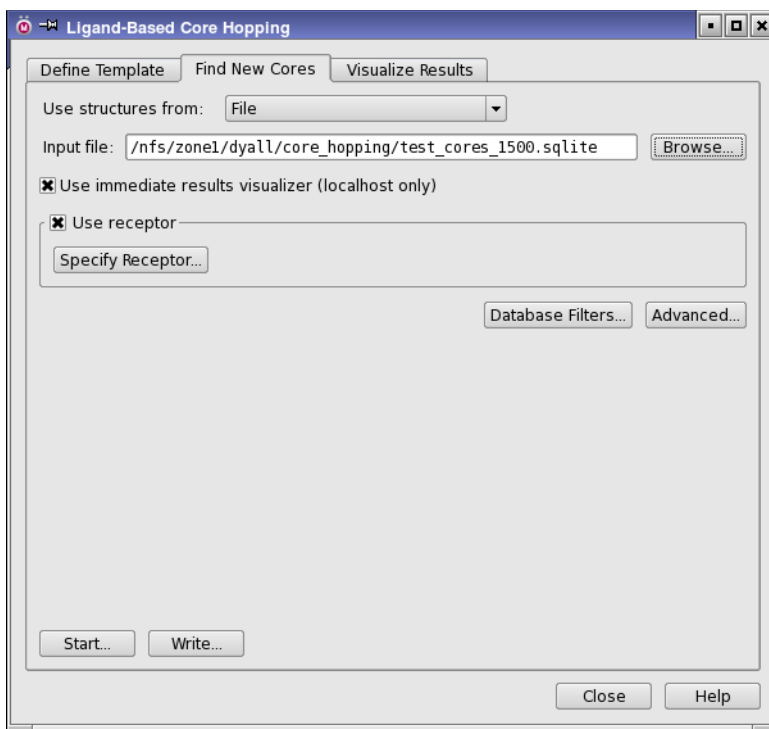 Ligand-Based Core Hopping
Define Template Find New Cores Visualize Results
Use structures from: File
Input file: /nfs/zone1/dyall/core_hopping/test_cores_1500.sqlite Browse...
Use immediate results visualizer (localhost only)
Use receptor
Specify Receptor...
Database Filters... Advanced...
Start... Write...
Close Help